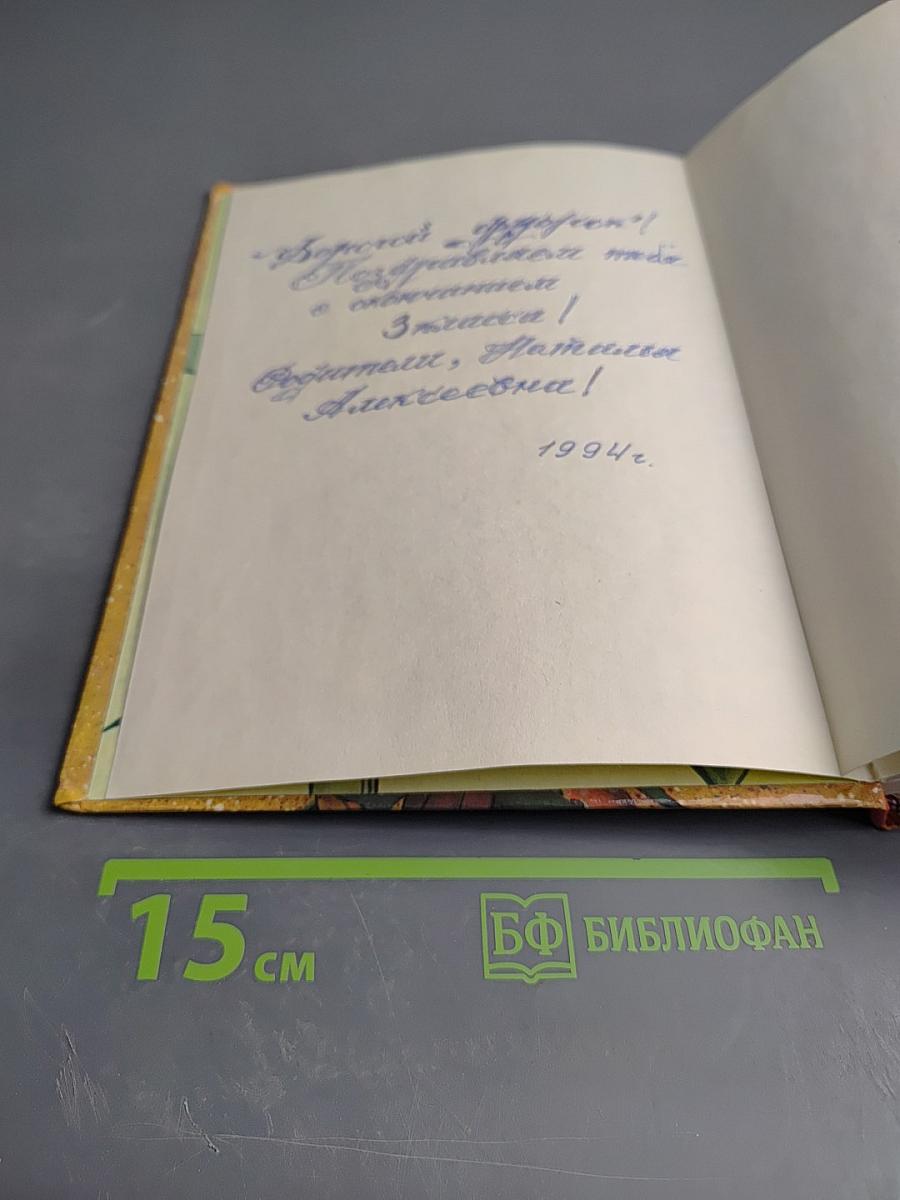 "Дорогой дружок"!
Поздравляем тебя
с окончанием
3 класса!
Родители, Наталья
Алексеевна!
1994г.
15 см
БФ БИБЛИОФАН